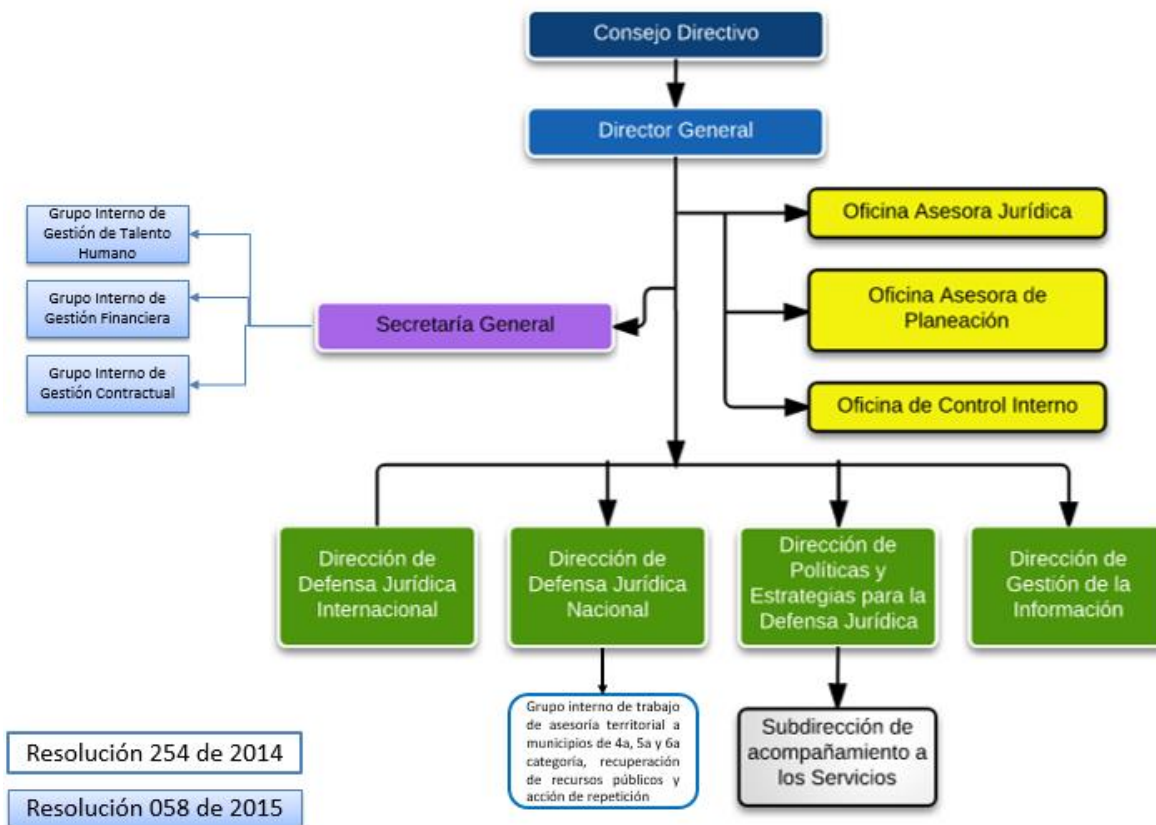 Consejo Directivo
Director General
Oficina Asesora Jurídica
Grupo Interno de
Gestión de Talento
Humano
Oficina Asesora de
Planeación
Grupo Interno de
Gestión Financiera
Secretaría General
Grupo Interno de
Gestión Contractual
Oficina de Control Interno
Dirección de
Defensa Jurídica
Internacional
Dirección de
Defensa Jurídica
Nacional
Dirección de
Políticas y
Estrategias para la
Defensa Jurídica
Dirección de
Gestión de la
Información
Grupo interno de trabajo
de asesoría territorial a
municipios de 4a, 5a y 6a
categoría, recuperación
de recursos públicos y
acción de repetición
Subdirección de
acompañamiento a
los Servicios
Resolución 254 de 2014
Resolución 058 de 2015